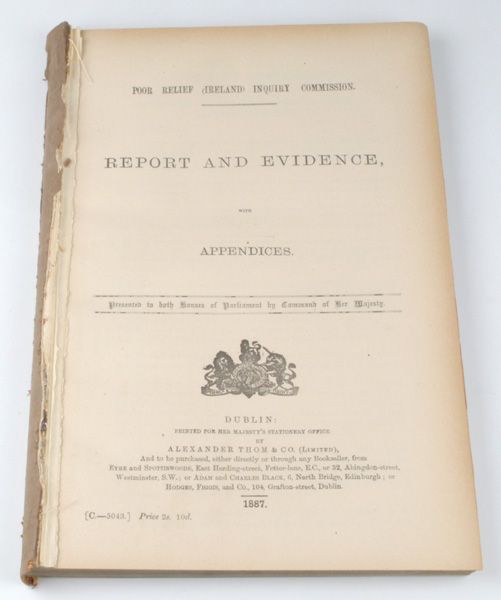 POOR RELIEF (IRELAND) INQUIRY COMMISSION.
REPORT AND EVIDENCE,
WITH
APPENDICES.
Presented to both Houses of Parliament by Command of Her Majesty.
DUBLIN:
PRINTED FOR HER MAJESTY'S STATIONERY OFFICE
BY
ALEXANDER THOM & CO. (LIMITED),
And to be purchased, either directly or through any Bookseller, from
EYRE and SPOTTISWOODE, East Harding-street, Fetter-lane, E.C., or 32, Abingdon-street,
Westminster, S.W.; or ADAM and CHARLES BLACK, 6, North Bridge, Edinburgh; or
HODGES, FIGGIS, and Co., 104, Grafton-street, Dublin.
1887.
[C.—5043.] Price 2s. 10d.